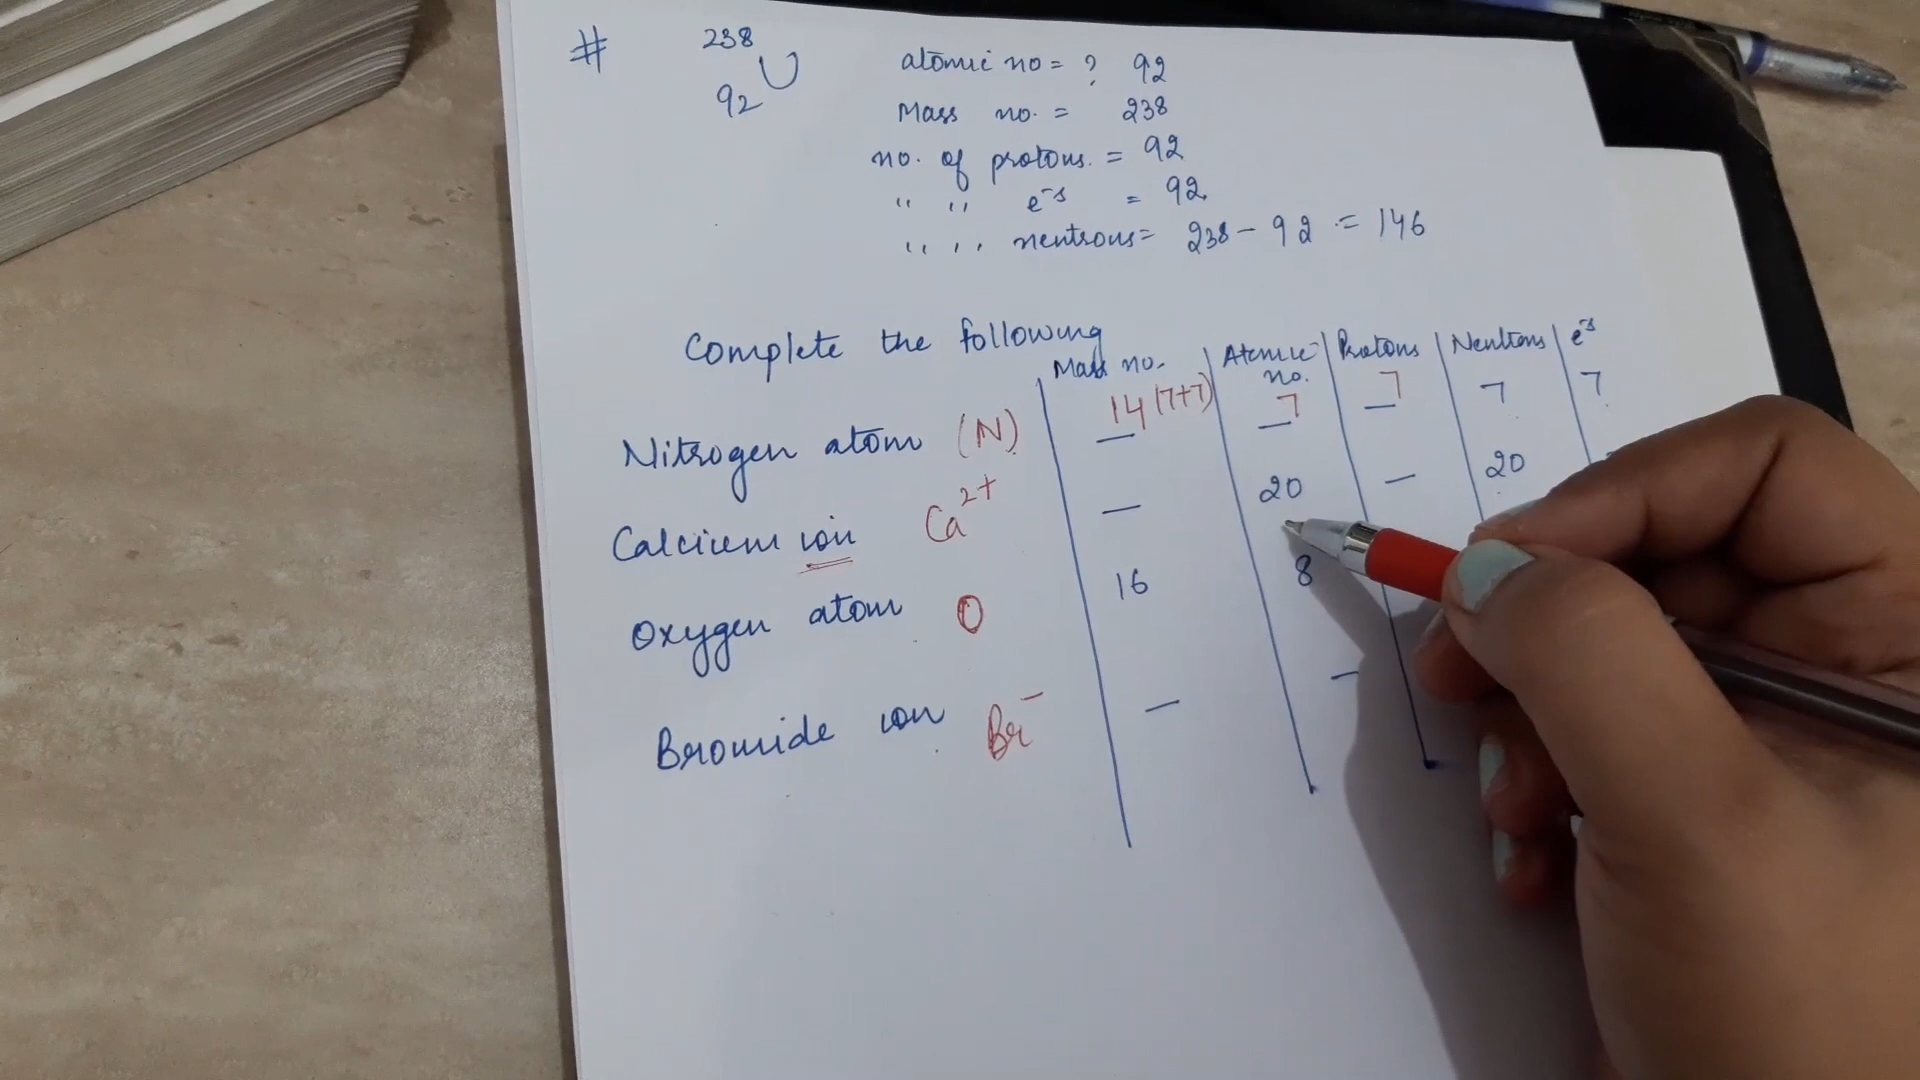 # 238
92 U
atomic no = ? 92
Mass no. = 238
no. of protons. = 92
" " e⁻s = 92
" " neutrons = 238 - 92 = 146
Complete the following
Mass no. Atomic no. Protons Neutrons e⁻s
Nitrogen atom (N) 14 (7+7) 7 7 7 7
Calcium ion Ca²⁺ — 20 — 20
Oxygen atom O 16 8
Bromide ion Br⁻ — —